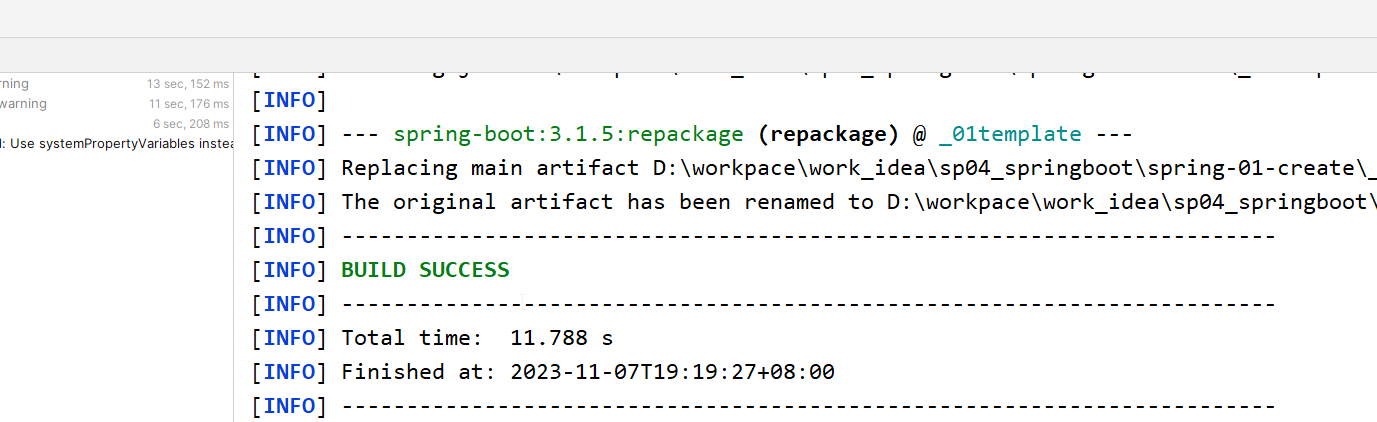 rning 13 sec, 152 ms
warning 11 sec, 176 ms
6 sec, 208 ms
l: Use systemPropertyVariables instea
[INFO]
[INFO] --- spring-boot:3.1.5:repackage (repackage) @ _01template ---
[INFO] Replacing main artifact D:\workpace\work_idea\sp04_springboot\spring-01-create\_
[INFO] The original artifact has been renamed to D:\workpace\work_idea\sp04_springboot\
[INFO] ------------------------------------------------------------------------
[INFO] BUILD SUCCESS
[INFO] ------------------------------------------------------------------------
[INFO] Total time:  11.788 s
[INFO] Finished at: 2023-11-07T19:19:27+08:00
[INFO] ------------------------------------------------------------------------